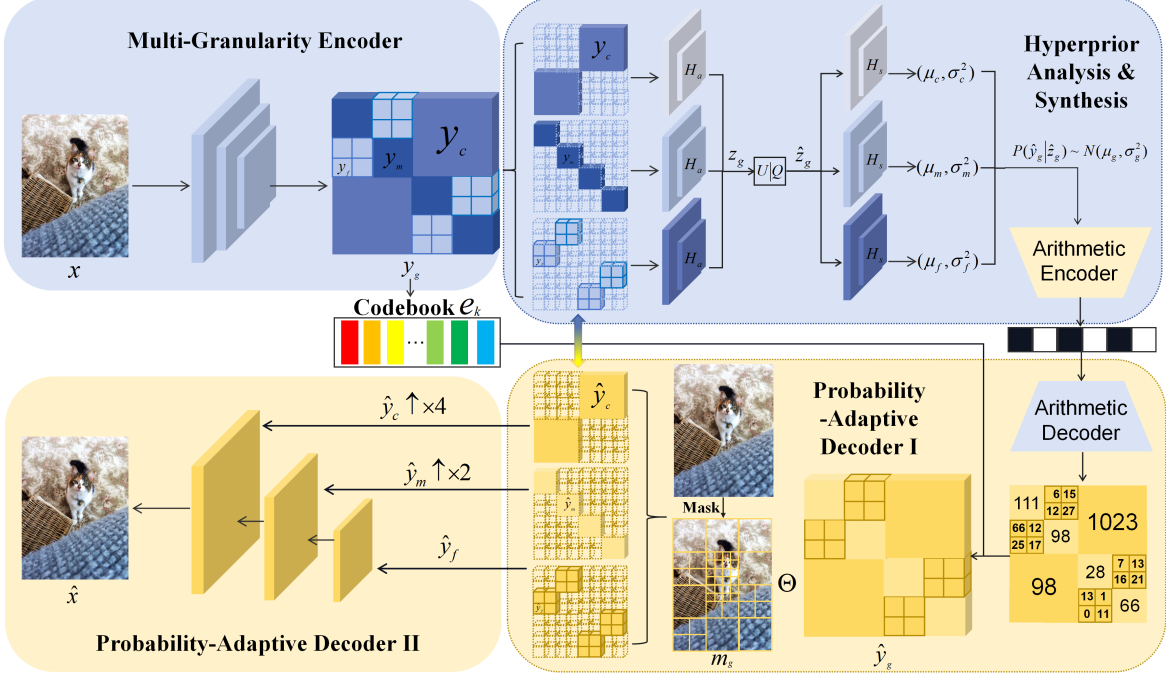 Multi-Granularity Encoder
x
y_f
y_m
y_c
y_g
Codebook e_k
...
y_c
y_m
y_f
H_a
H_a
H_a
z_g
U|Q
ẑ_g
H_s
H_s
H_s
(μ_c, σ_c^2)
(μ_m, σ_m^2)
(μ_f, σ_f^2)
Hyperprior
Analysis &
Synthesis
P(ŷ_g|ẑ_g) ~ N(μ_g, σ_g^2)
Arithmetic
Encoder
Arithmetic
Decoder
111
6 15
12 27
1023
66 12
25 17
98
98
28
7 13
16 21
13 1
0 11
66
Probability
-Adaptive
Decoder I
ŷ_g
Θ
Mask
m_g
ŷ_c
ŷ_m
ŷ_c ↑×4
ŷ_m ↑×2
ŷ_f
x̂
Probability-Adaptive Decoder II